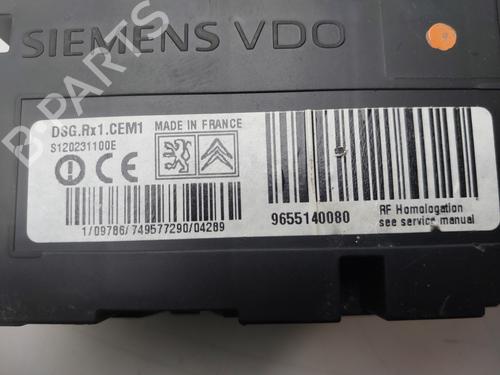 SIEMENS VDO
DSG.Rx1.CEM1 MADE IN FRANCE
S120231100E
CE
1/09786/749577290/04289
9655140080
RF Homologation
see service manual
B-PARTS